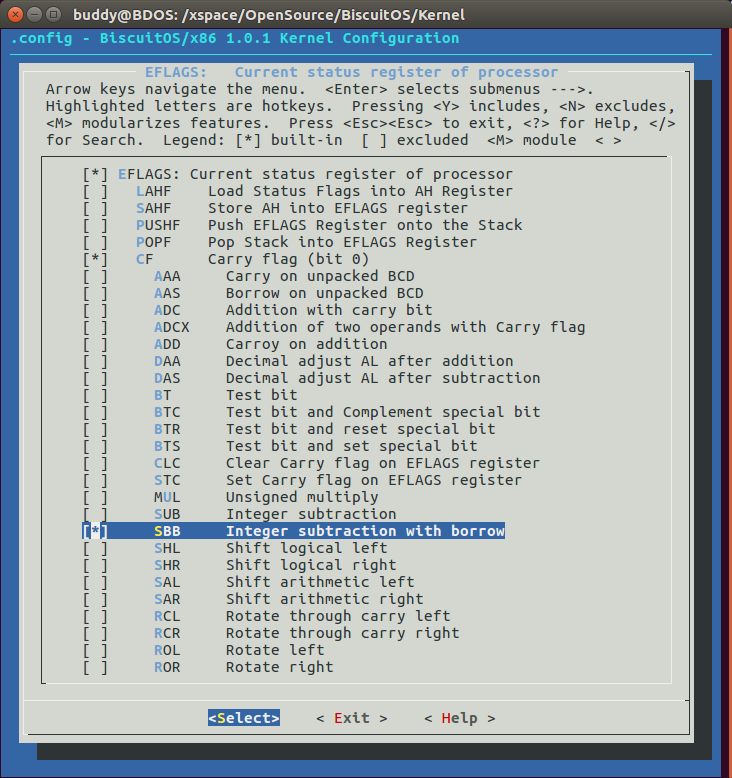 buddy@BDOS: /xspace/OpenSource/BiscuitOS/Kernel
.config - BiscuitOS/x86 1.0.1 Kernel Configuration
EFLAGS:   Current status register of processor
Arrow keys navigate the menu.  <Enter> selects submenus --->.
Highlighted letters are hotkeys.  Pressing <Y> includes, <N> excludes,
<M> modularizes features.  Press <Esc><Esc> to exit, <?> for Help, </>
for Search.  Legend: [*] built-in  [ ] excluded  <M> module  < >
[*] EFLAGS: Current status register of processor
[ ]   LAHF    Load Status Flags into AH Register
[ ]   SAHF    Store AH into EFLAGS register
[ ]   PUSHF   Push EFLAGS Register onto the Stack
[ ]   POPF    Pop Stack into EFLAGS Register
[*]   CF      Carry flag (bit 0)
[ ]     AAA     Carry on unpacked BCD
[ ]     AAS     Borrow on unpacked BCD
[ ]     ADC     Addition with carry bit
[ ]     ADCX    Addition of two operands with Carry flag
[ ]     ADD     Carroy on addition
[ ]     DAA     Decimal adjust AL after addition
[ ]     DAS     Decimal adjust AL after subtraction
[ ]     BT      Test bit
[ ]     BTC     Test bit and Complement special bit
[ ]     BTR     Test bit and reset special bit
[ ]     BTS     Test bit and set special bit
[ ]     CLC     Clear Carry flag on EFLAGS register
[ ]     STC     Set Carry flag on EFLAGS register
[ ]     MUL     Unsigned multiply
[ ]     SUB     Integer subtraction
[*]     SBB     Integer subtraction with borrow
[ ]     SHL     Shift logical left
[ ]     SHR     Shift logical right
[ ]     SAL     Shift arithmetic left
[ ]     SAR     Shift arithmetic right
[ ]     RCL     Rotate through carry left
[ ]     RCR     Rotate through carry right
[ ]     ROL     Rotate left
[ ]     ROR     Rotate right
<Select>    < Exit >    < Help >